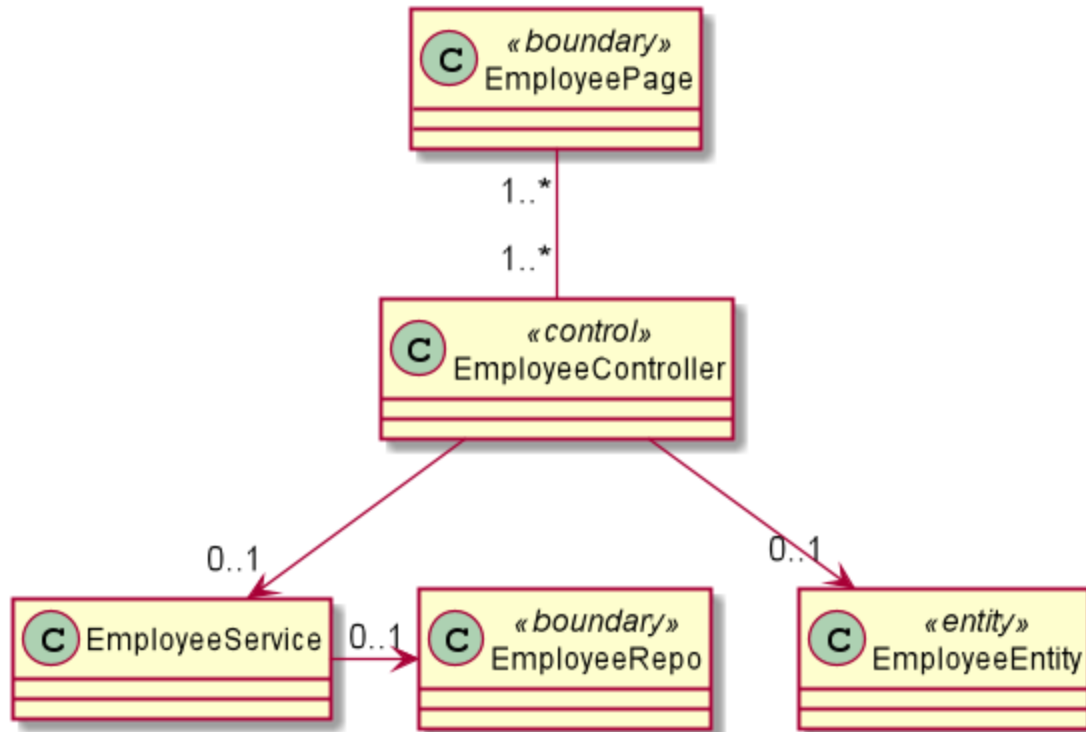 C
«boundary»
EmployeePage
1..*
1..*
C
«control»
EmployeeController
0..1
0..1
C
EmployeeService
0..1
C
«boundary»
EmployeeRepo
C
«entity»
EmployeeEntity